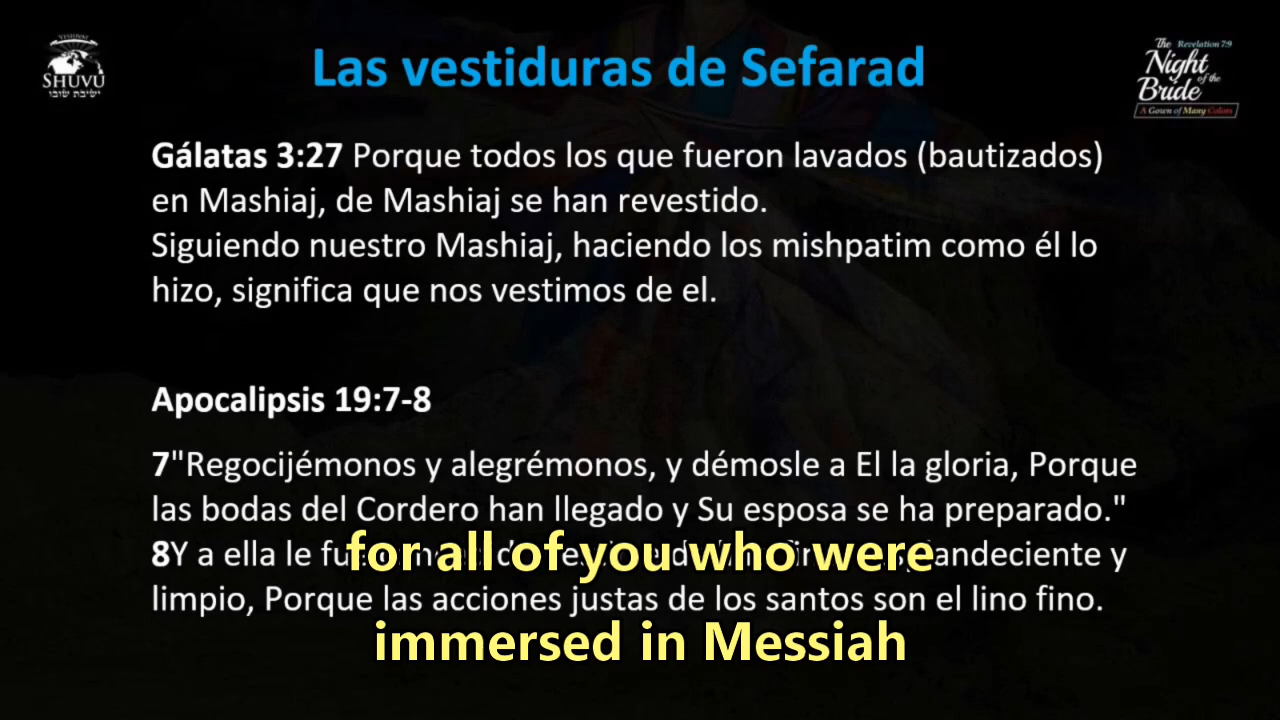 YESHIVAT
SHUVU
ישיבת שובו
Las vestiduras de Sefarad
The Revelation 7:9
Night
of the
Bride
A Gown of Many Colors
Gálatas 3:27 Porque todos los que fueron lavados (bautizados)
en Mashiaj, de Mashiaj se han revestido.
Siguiendo nuestro Mashiaj, haciendo los mishpatim como él lo
hizo, significa que nos vestimos de el.
Apocalipsis 19:7-8
7"Regocijémonos y alegrémonos, y démosle a El la gloria, Porque
las bodas del Cordero han llegado y Su esposa se ha preparado."
8Y a ella le y
limpio, Porque las acciones justas de los santos son el lino fino.
for all of you who were
immersed in Messiah